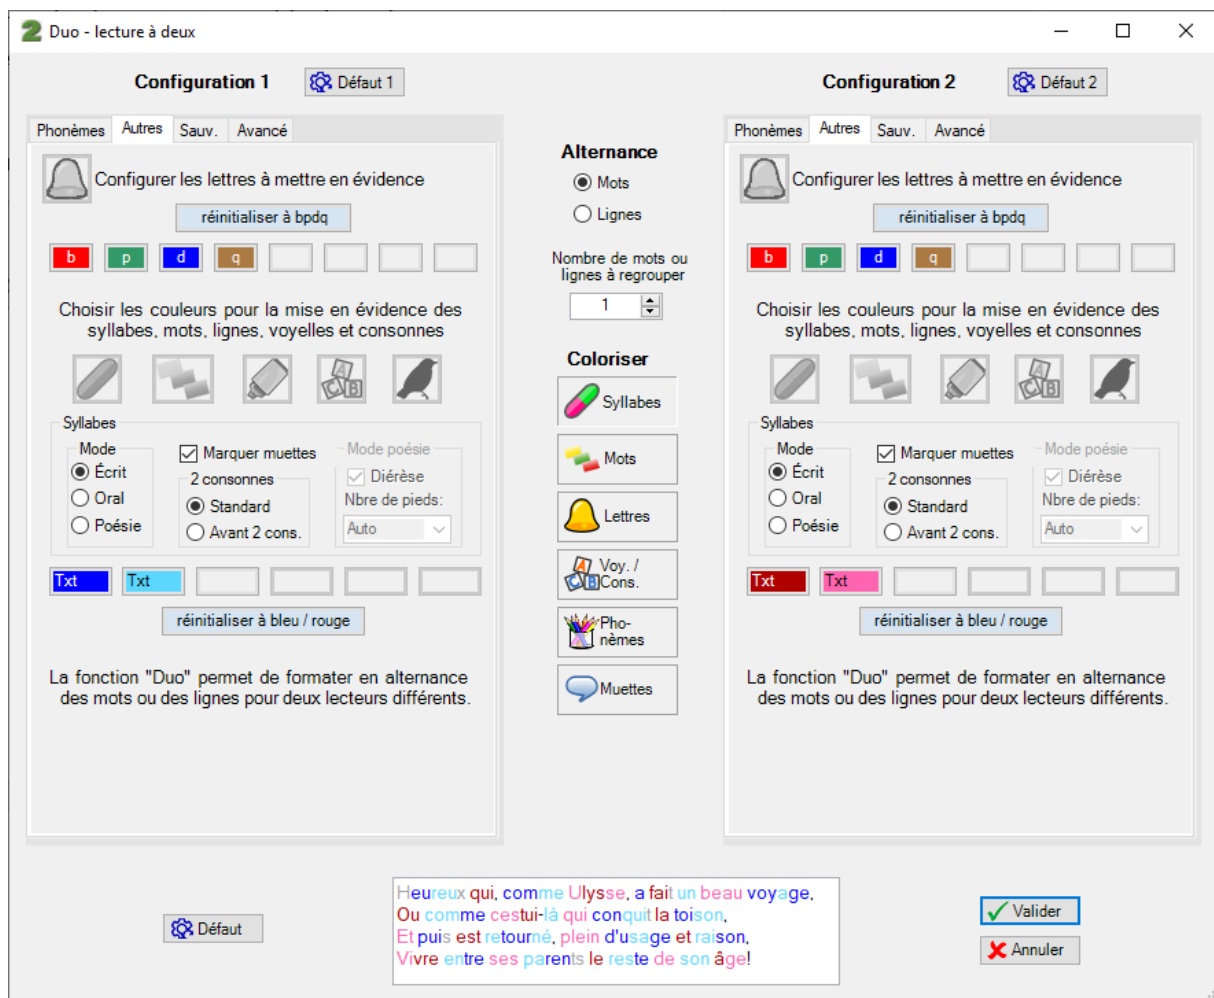 2 Duo - lecture à deux
Configuration 1
Défaut 1
Phonèmes Autres Sauv. Avancé
Configurer les lettres à mettre en évidence
réinitialiser à bpdq
b p d q
Choisir les couleurs pour la mise en évidence des
syllabes, mots, lignes, voyelles et consonnes
A C B
Syllabes
Mode
Écrit
Oral
Poésie
Marquer muettes
2 consonnes
Standard
Avant 2 cons.
Mode poésie
Diérèse
Nbre de pieds:
Auto
Txt Txt
réinitialiser à bleu / rouge
La fonction "Duo" permet de formater en alternance
des mots ou des lignes pour deux lecteurs différents.
Alternance
Mots
Lignes
Nombre de mots ou
lignes à regrouper
1
Coloriser
Syllabes
Mots
Lettres
A C B
Voy. /
Cons.
Pho-
nèmes
Muettes
Configuration 2
Défaut 2
Phonèmes Autres Sauv. Avancé
Configurer les lettres à mettre en évidence
réinitialiser à bpdq
b p d q
Choisir les couleurs pour la mise en évidence des
syllabes, mots, lignes, voyelles et consonnes
A C B
Syllabes
Mode
Écrit
Oral
Poésie
Marquer muettes
2 consonnes
Standard
Avant 2 cons.
Mode poésie
Diérèse
Nbre de pieds:
Auto
Txt Txt
réinitialiser à bleu / rouge
La fonction "Duo" permet de formater en alternance
des mots ou des lignes pour deux lecteurs différents.
Défaut
Heureux qui, comme Ulysse, a fait un beau voyage,
Ou comme cestui-là qui conquit la toison,
Et puis est retourné, plein d'usage et raison,
Vivre entre ses parents le reste de son âge!
Valider
Annuler